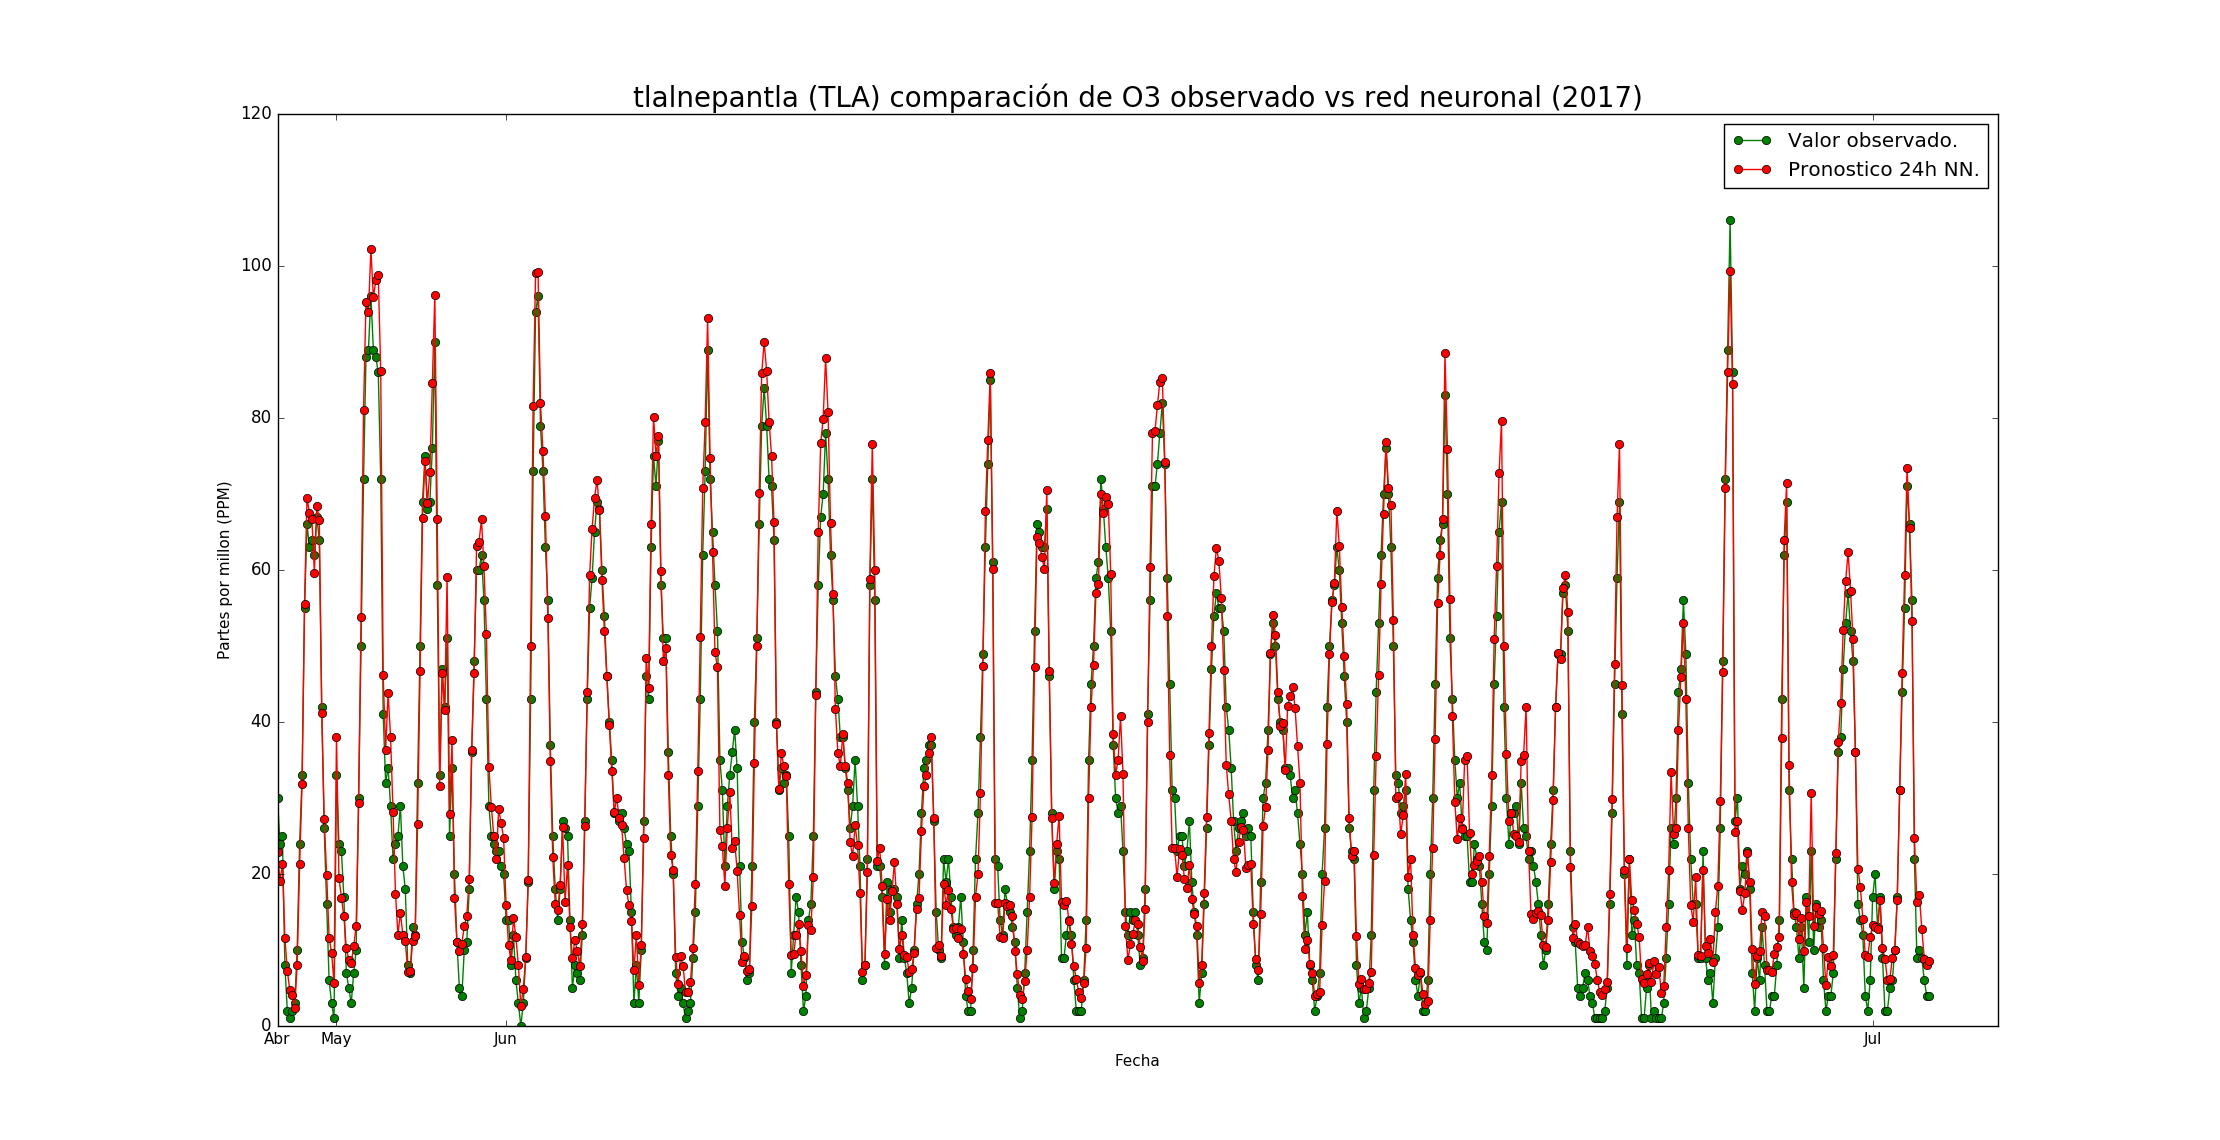 tlalnepantla (TLA) comparación de O3 observado vs red neuronal (2017)
120
100
80
60
40
20
0
Partes por millon (PPM)
Valor observado.
Pronostico 24h NN.
Abr May Jun Jul
Fecha